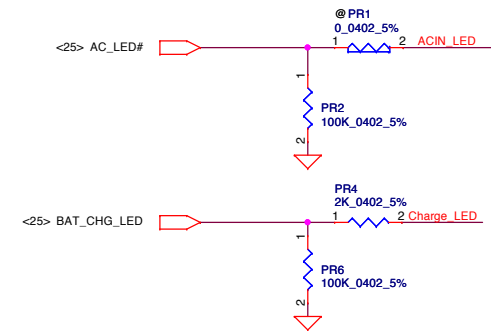 @ PR1
0_0402_5%
<25> AC_LED#
1
2
ACIN_LED
1
PR2
100K_0402_5%
2
PR4
2K_0402_5%
<25> BAT_CHG_LED
1
2
Charge_LED
1
PR6
100K_0402_5%
2